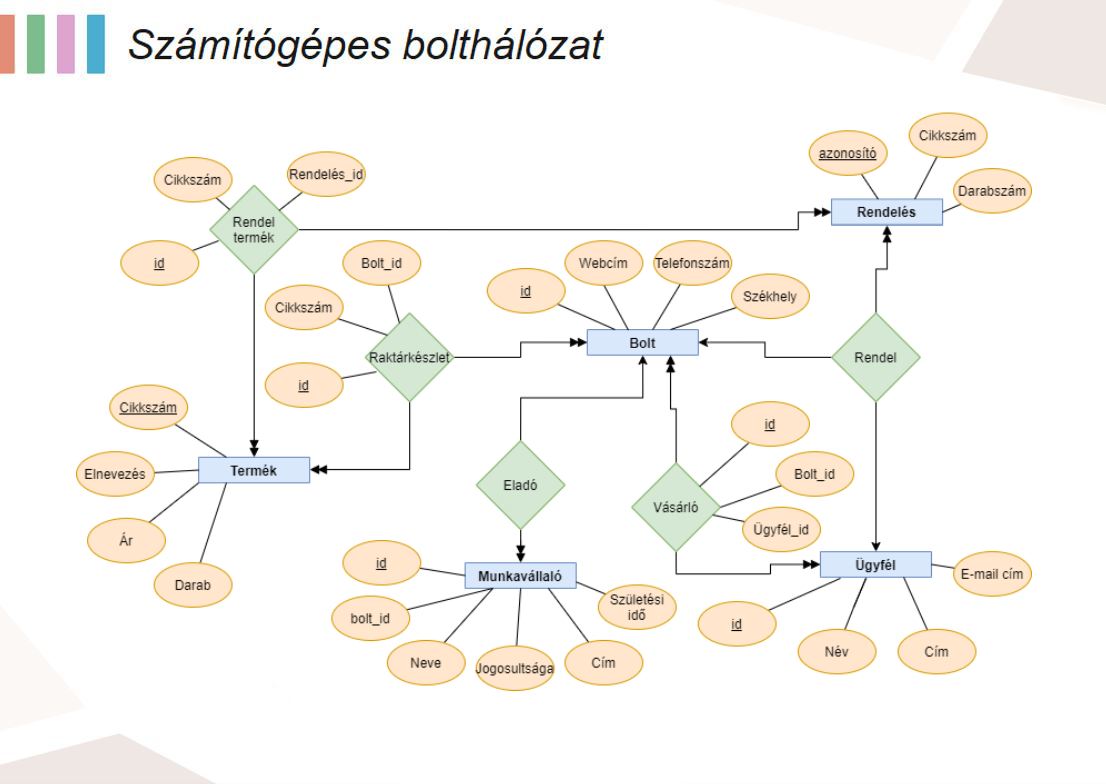 Számítógépes bolthálózat
Cikkszám
azonosító
Cikkszám
Rendelés_id
Darabszám
Rendelés
Rendel
termék
id
Bolt_id
Webcím
Telefonszám
id
Székhely
Cikkszám
Bolt
Raktárkészlet
Rendel
id
Cikkszám
id
Termék
Elnevezés
Eladó
Bolt_id
Vásárló
Ár
Ügyfél_id
id
Ügyfél
E-mail cím
Munkavállaló
Darab
Születési
idő
bolt_id
id
Neve
Jogosultsága
Cím
Név
Cím